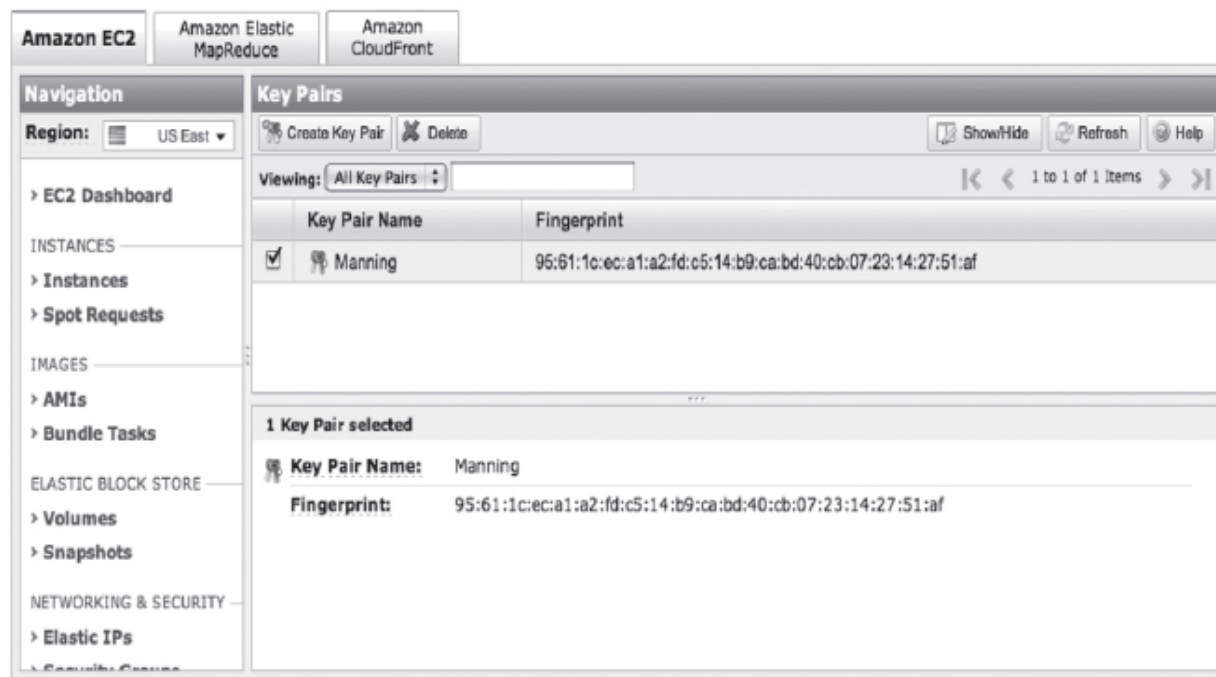 Amazon EC2
Amazon Elastic
MapReduce
Amazon
CloudFront
Navigation
Region: US East
EC2 Dashboard
INSTANCES
Instances
Spot Requests
IMAGES
AMIs
Bundle Tasks
ELASTIC BLOCK STORE
Volumes
Snapshots
NETWORKING & SECURITY
Elastic IPs
Security Groups
Key Pairs
Create Key Pair Delete Show/Hide Refresh Help
Viewing: All Key Pairs 1 to 1 of 1 Items
Key Pair Name Fingerprint
Manning 95:61:1c:ec:a1:a2:fd:c5:14:b9:ca:bd:40:cb:07:23:14:27:51:af
1 Key Pair selected
Key Pair Name: Manning
Fingerprint: 95:61:1c:ec:a1:a2:fd:c5:14:b9:ca:bd:40:cb:07:23:14:27:51:af